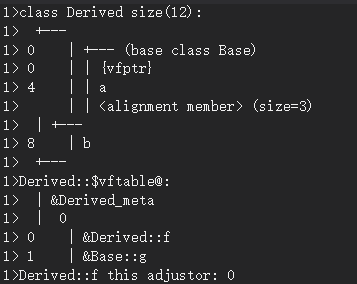 1>class Derived size(12):
1>  +---
1> 0      | +--- (base class Base)
1> 0      | | {vfptr}
1> 4      | | a
1>        | | <alignment member> (size=3)
1>  | +---
1> 8      | b
1>  +---
1>Derived::$vftable@:
1>  | &Derived_meta
1>  |  0
1> 0      | &Derived::f
1> 1      | &Base::g
1>Derived::f this adjustor: 0